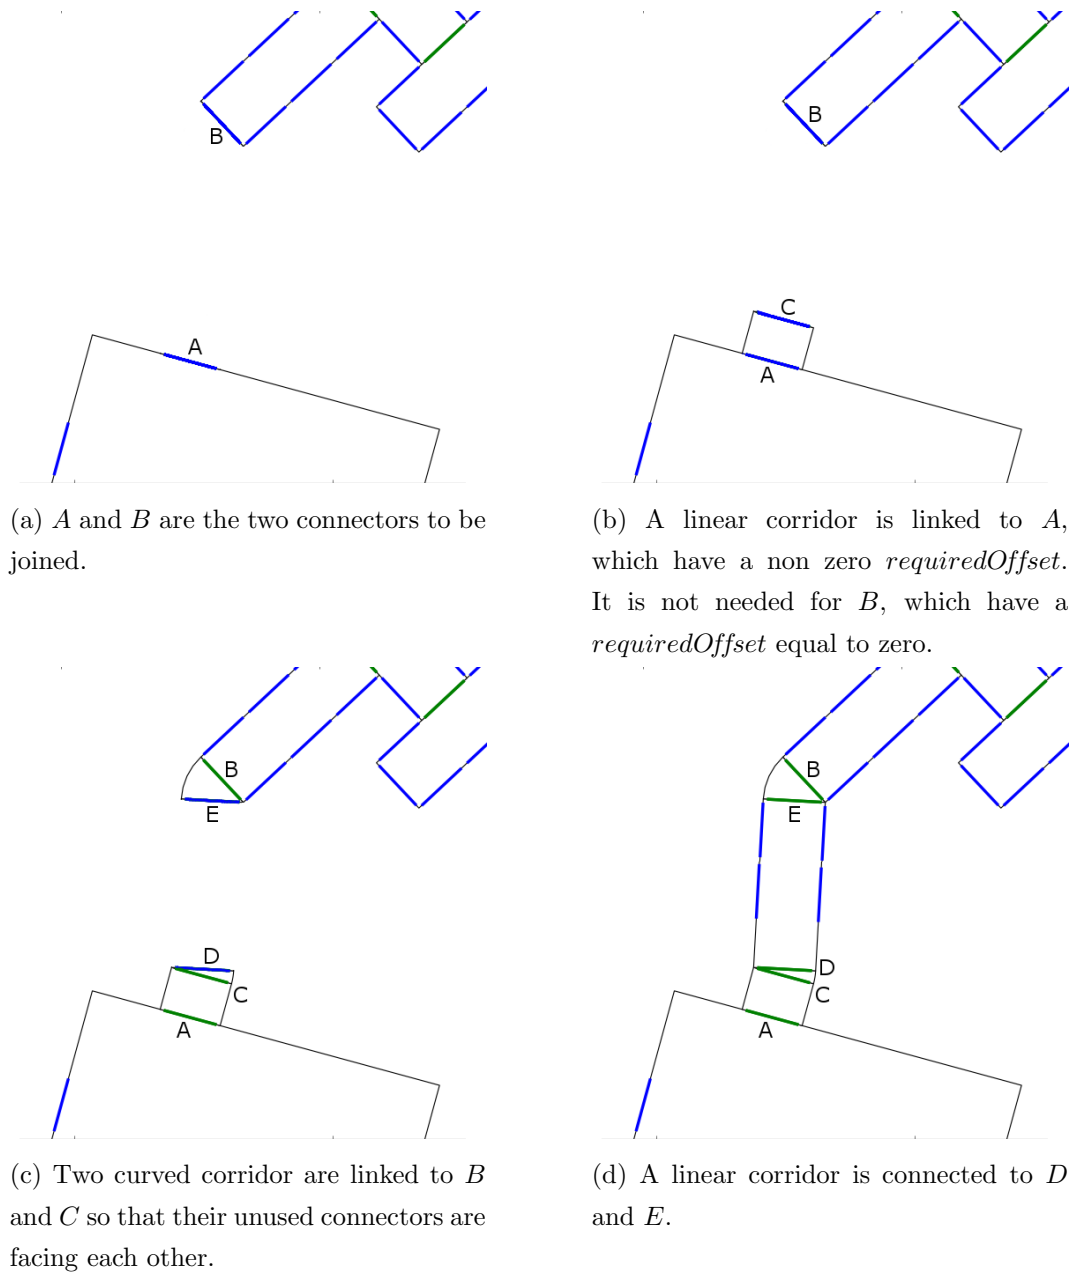 B
A
B
C
A
(a) A and B are the two connectors to be
joined.
(b) A linear corridor is linked to A,
which have a non zero requiredOffset.
It is not needed for B, which have a
requiredOffset equal to zero.
B
E
D
C
A
B
E
D
C
A
(c) Two curved corridor are linked to B
and C so that their unused connectors are
facing each other.
(d) A linear corridor is connected to D
and E.